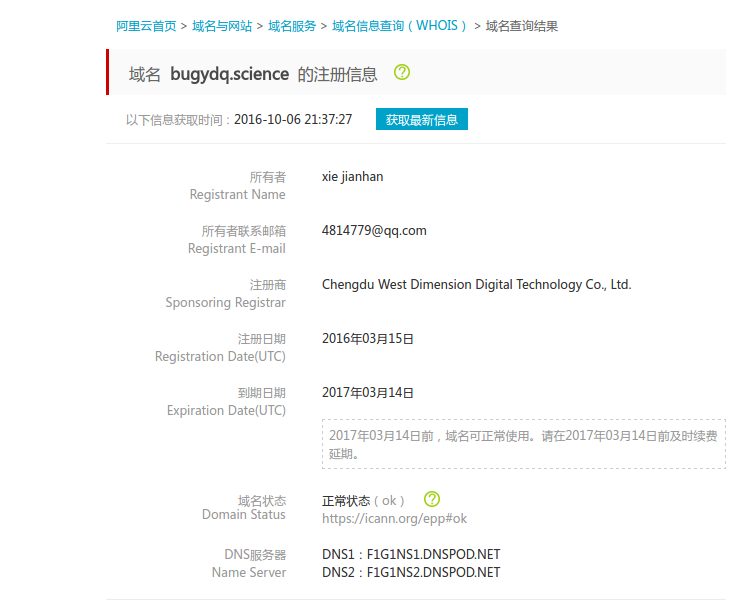 阿里云首页 > 域名与网站 > 域名服务 > 域名信息查询（WHOIS） > 域名查询结果
域名 bugydq.science 的注册信息 ?
以下信息获取时间：2016-10-06 21:37:27 获取最新信息
所有者 xie jianhan
Registrant Name
所有者联系邮箱 4814779@qq.com
Registrant E-mail
注册商 Chengdu West Dimension Digital Technology Co., Ltd.
Sponsoring Registrar
注册日期 2016年03月15日
Registration Date(UTC)
到期日期 2017年03月14日
Expiration Date(UTC)
2017年03月14日前，域名可正常使用。请在2017年03月14日前及时续费
延期。
域名状态 正常状态（ok） ?
Domain Status https://icann.org/epp#ok
DNS服务器 DNS1：F1G1NS1.DNSPOD.NET
Name Server DNS2：F1G1NS2.DNSPOD.NET